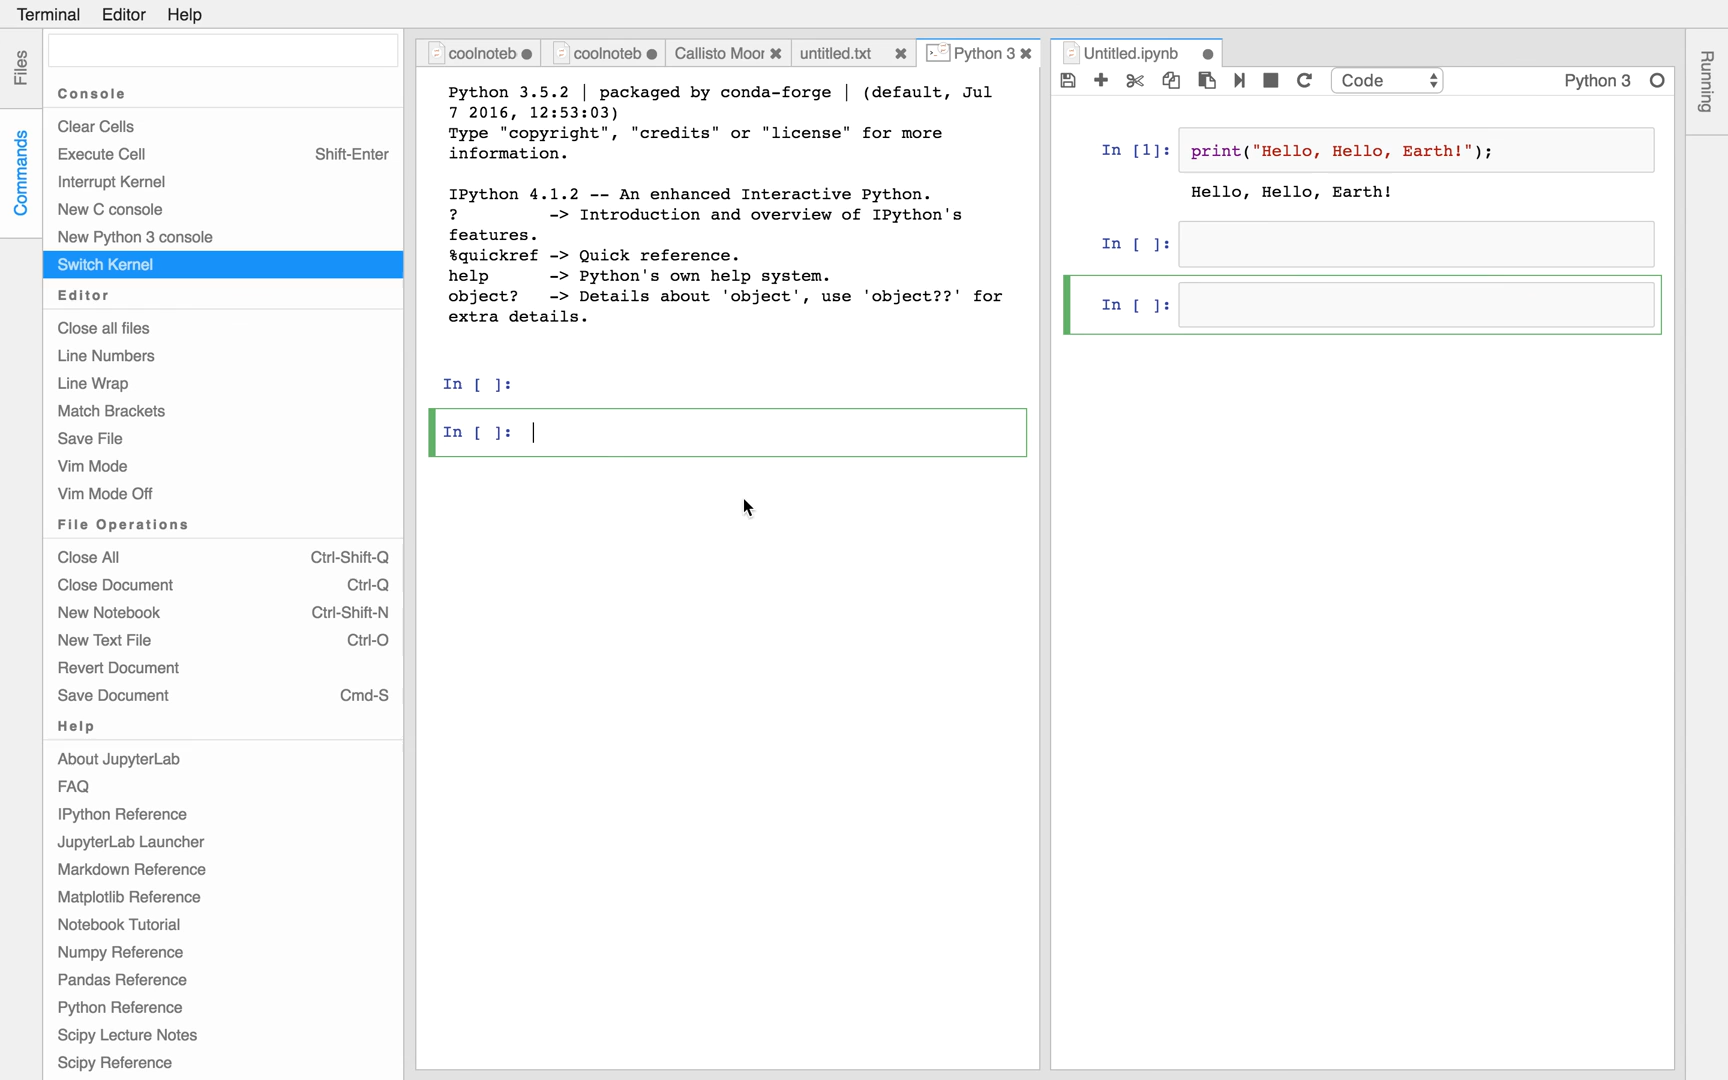 Terminal Editor Help
Files
Commands
Console
Clear Cells
Execute Cell Shift-Enter
Interrupt Kernel
New C console
New Python 3 console
Switch Kernel
Editor
Close all files
Line Numbers
Line Wrap
Match Brackets
Save File
Vim Mode
Vim Mode Off
File Operations
Close All Ctrl-Shift-Q
Close Document Ctrl-Q
New Notebook Ctrl-Shift-N
New Text File Ctrl-O
Revert Document
Save Document Cmd-S
Help
About JupyterLab
FAQ
IPython Reference
JupyterLab Launcher
Markdown Reference
Matplotlib Reference
Notebook Tutorial
Numpy Reference
Pandas Reference
Python Reference
Scipy Lecture Notes
Scipy Reference
coolnoteb coolnoteb Callisto Moor untitled.txt Python 3
Python 3.5.2 | packaged by conda-forge | (default, Jul
7 2016, 12:53:03)
Type "copyright", "credits" or "license" for more
information.
IPython 4.1.2 -- An enhanced Interactive Python.
? -> Introduction and overview of IPython's
features.
%quickref -> Quick reference.
help -> Python's own help system.
object? -> Details about 'object', use 'object??' for
extra details.
In [ ]:
In [ ]:
Untitled.ipynb
Code Python 3
In [1]: print("Hello, Hello, Earth!");
Hello, Hello, Earth!
In [ ]:
In [ ]:
Running